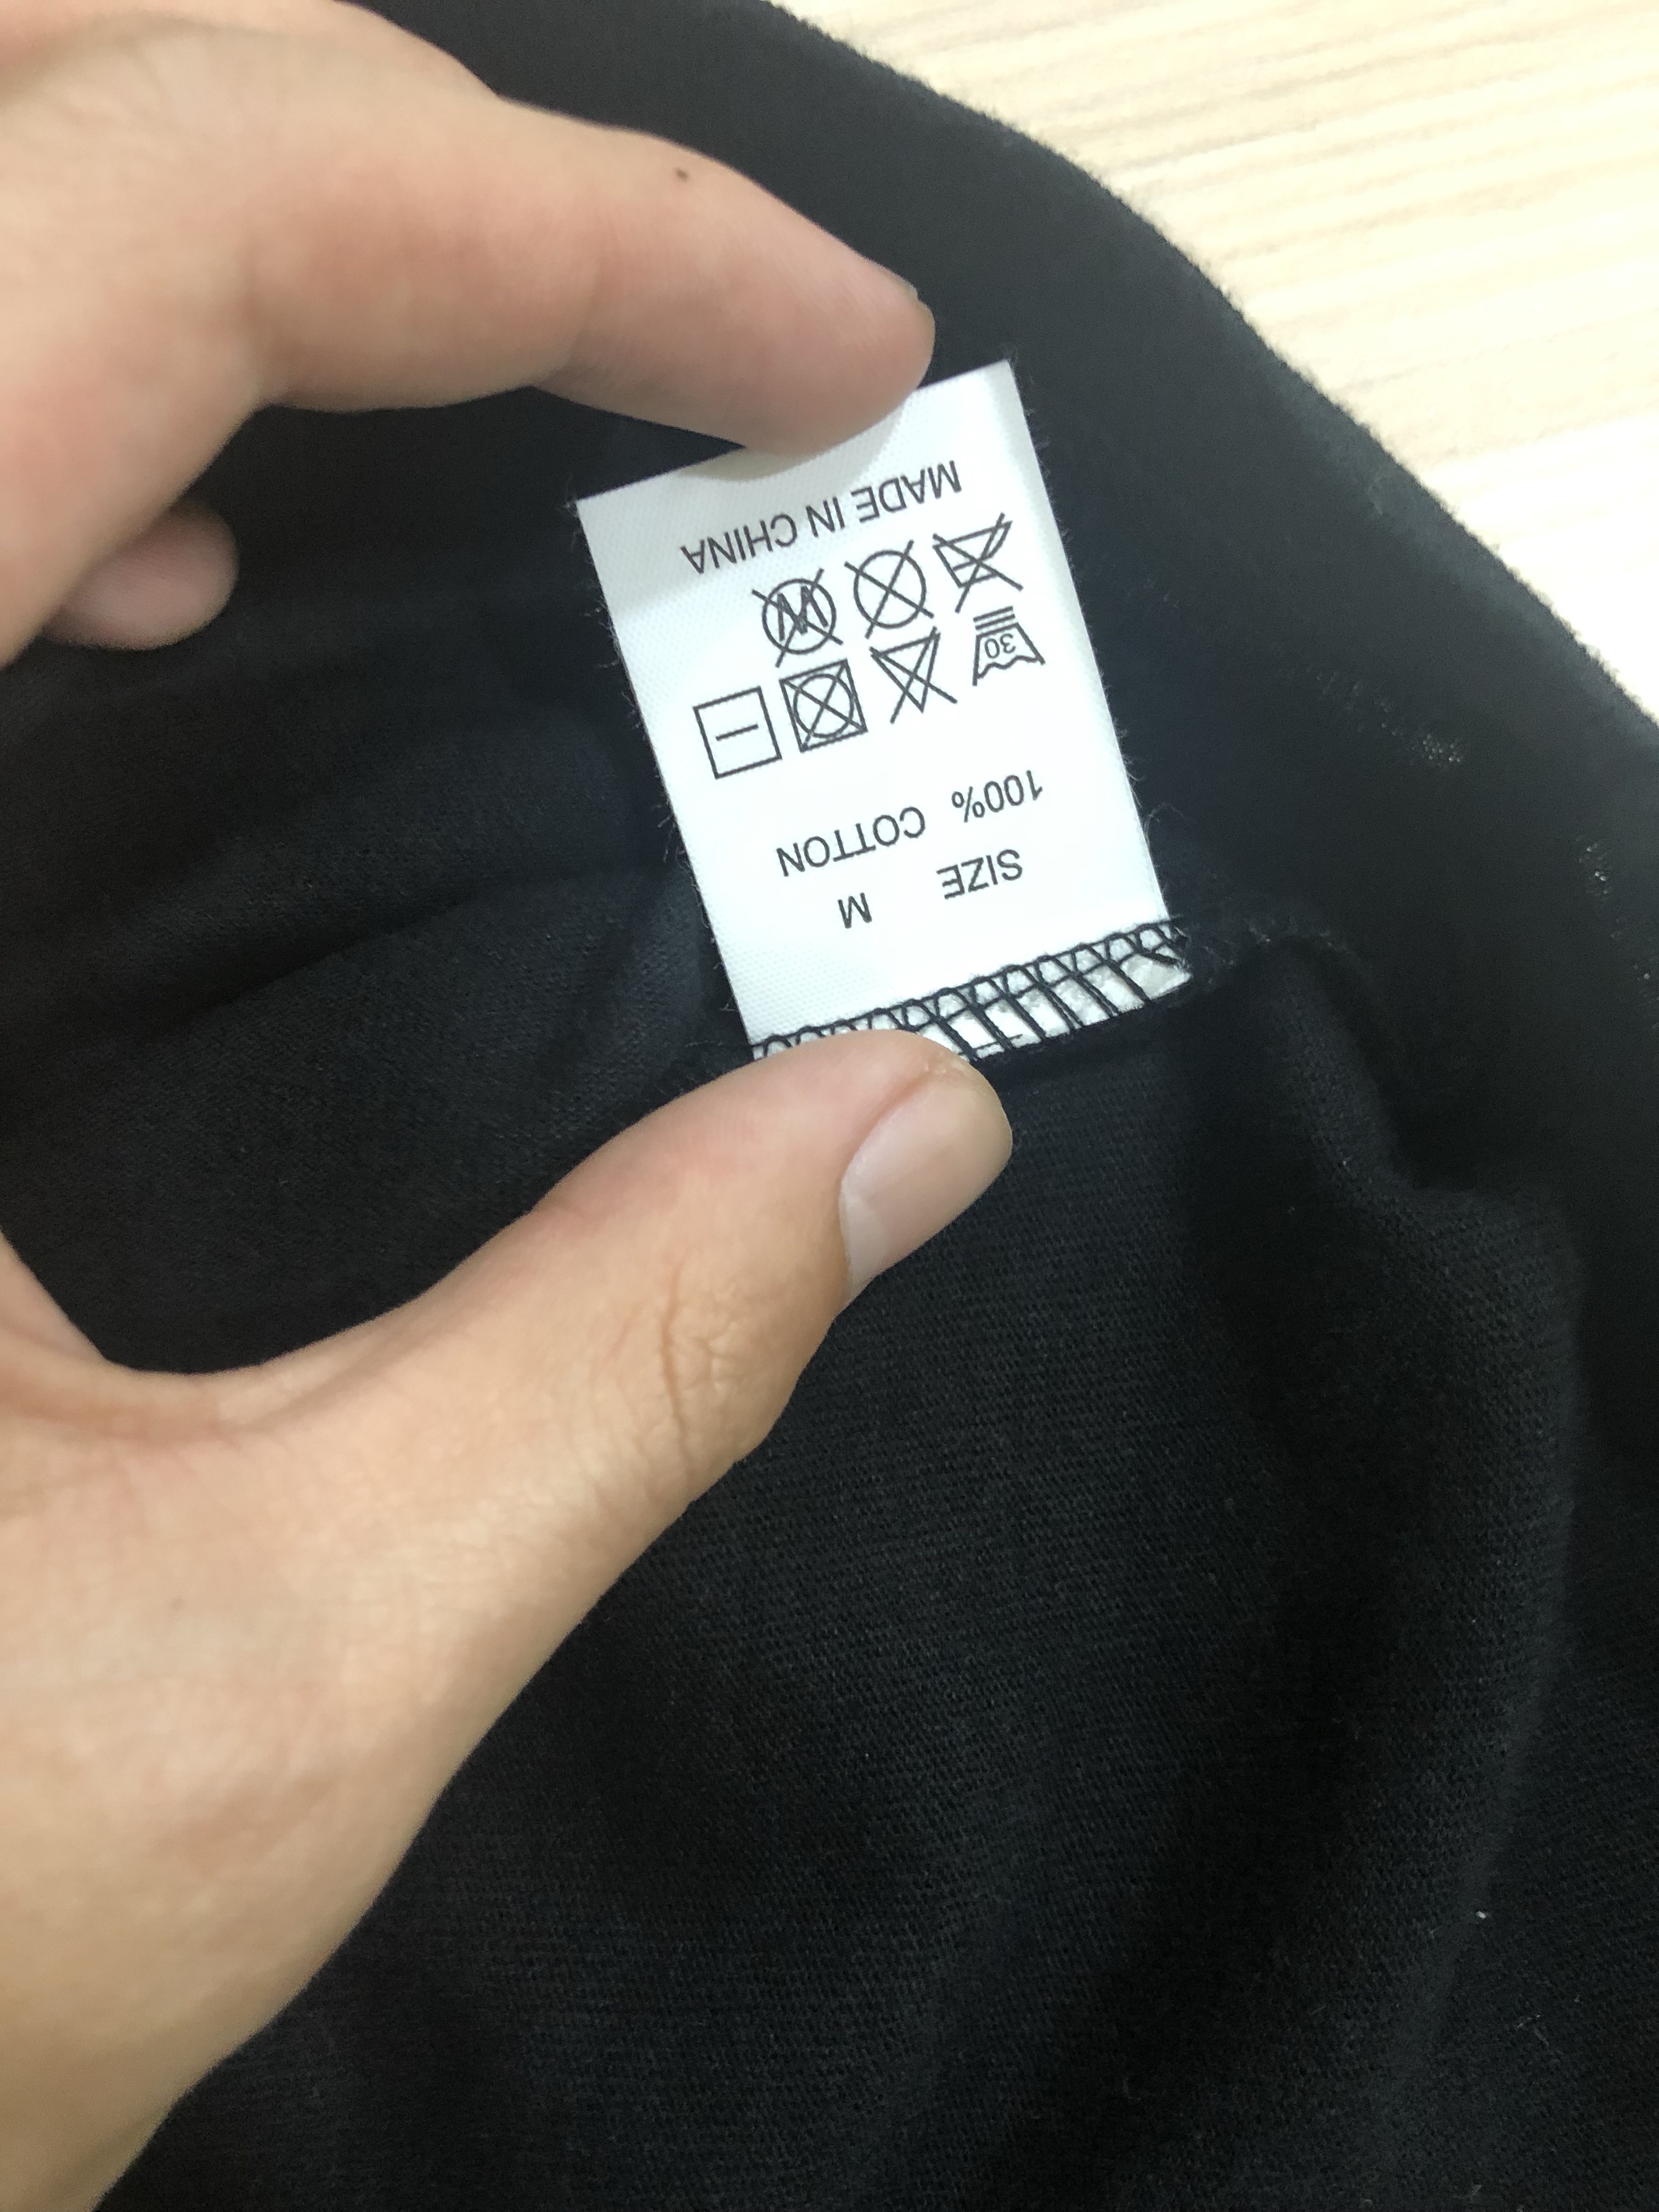 SIZE M
100% COTTON
30
W
MADE IN CHINA